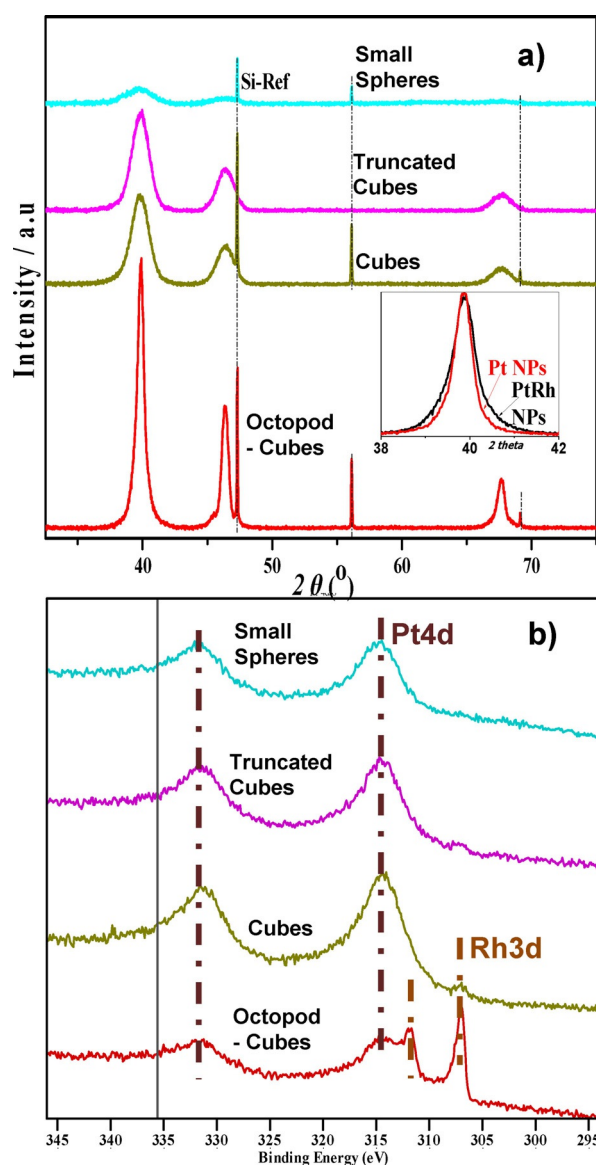 a)
Small
Spheres
Si-Ref
Truncated
Cubes
Cubes
Intensity / a.u
Pt NPs
PtRh
NPs
38 40 42
2 theta
Octopod
- Cubes
40 50 60 70
2 θ (0)
b)
Small
Spheres
Pt4d
Truncated
Cubes
Cubes
Rh3d
Octopod
- Cubes
345 340 335 330 325 320 315 310 305 300 295
Binding Energy (eV)